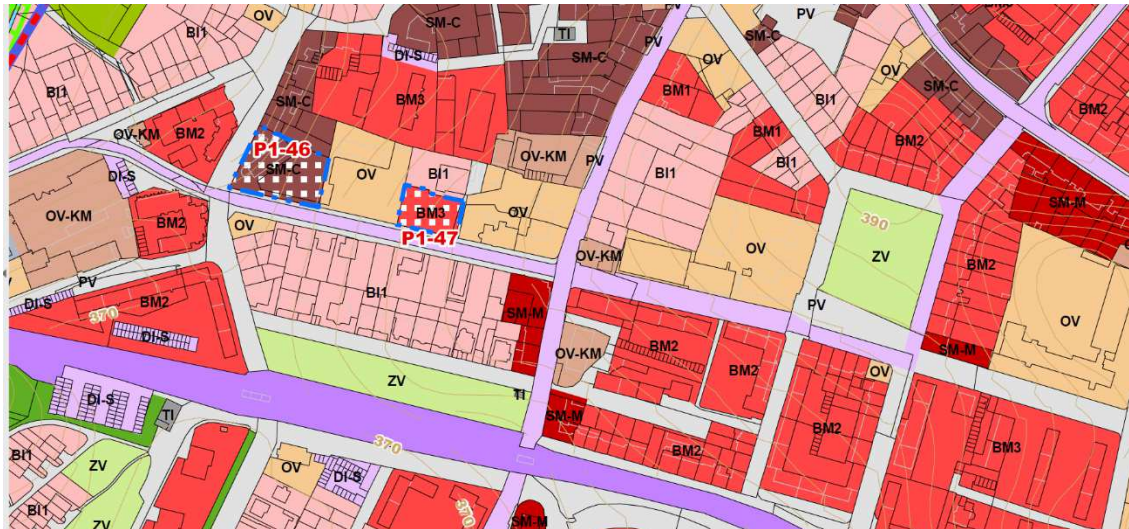 OV
SM-C
PV
PV
BI1
DI-S
TI
SM-C
OV
BI1
OV
SM-C
BI1
SM-C
BM3
BM1
BM2
OV-KM
BM2
P1-46
SM-C
OV
BI1
OV-KM
PV
BM1
BI1
BM2
DI-S
BI1
SM-M
OV-KM
BM2
BM3
P1-47
OV
OV
390
ZV
BM2
OV
OV-KM
OV
PV
BM2
DI-S
370
DI-S
BI1
SM-M
PV
OV
SM-M
OV-KM
BM2
BM2
OV
ZV
TI
BM2
BM3
DI-S
TI
SM-M
370
BM2
BI1
ZV
OV
DI-S
BI1
ZV
370
SM-M